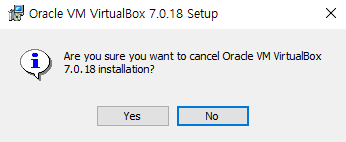 Oracle VM VirtualBox 7.0.18 Setup
Are you sure you want to cancel Oracle VM VirtualBox
7.0.18 installation?
Yes No